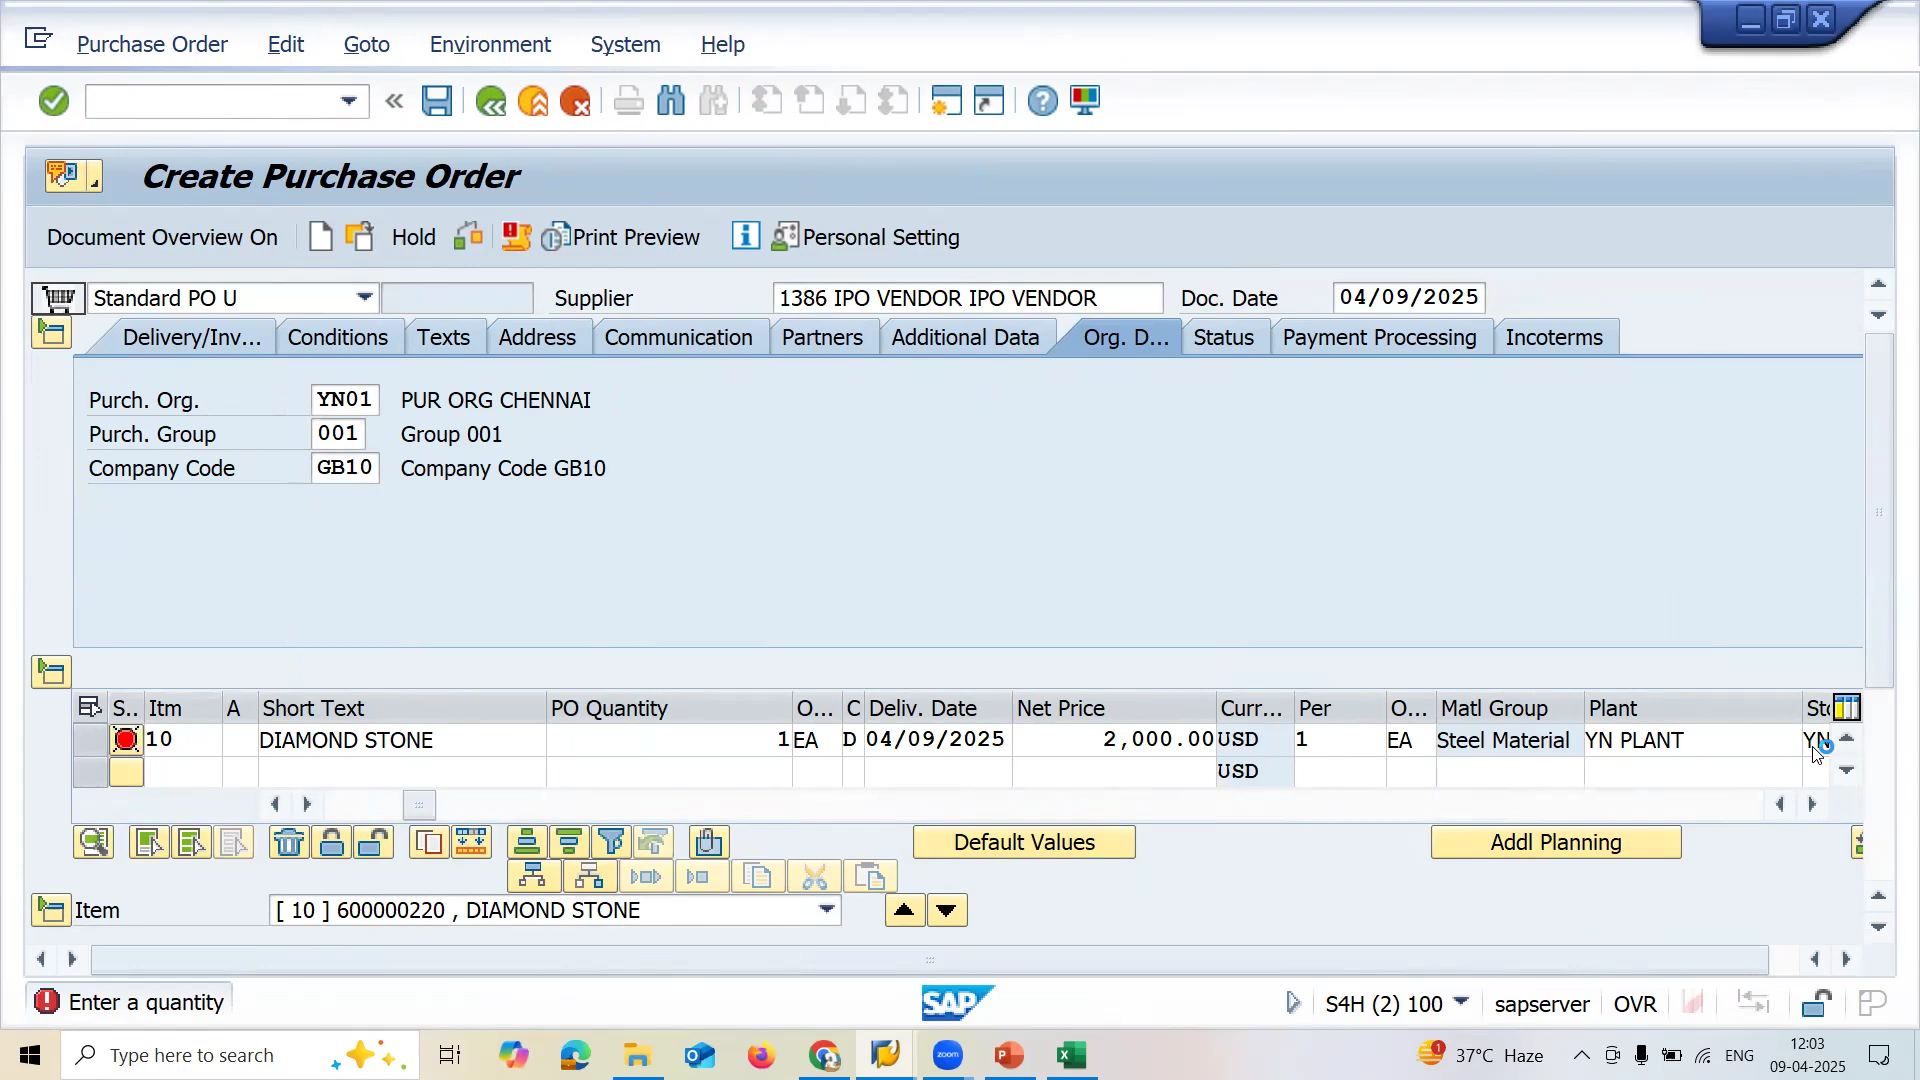 Purchase Order Edit Goto Environment System Help
Create Purchase Order
Document Overview On Hold Print Preview Personal Setting
Standard PO U Supplier 1386 IPO VENDOR IPO VENDOR Doc. Date 04/09/2025
Delivery/Inv... Conditions Texts Address Communication Partners Additional Data Org. D... Status Payment Processing Incoterms
Purch. Org. YN01 PUR ORG CHENNAI
Purch. Group 001 Group 001
Company Code GB10 Company Code GB10
S.. Itm A Short Text PO Quantity O... C Deliv. Date Net Price Curr... Per O... Matl Group Plant Sto
10 DIAMOND STONE 1 EA D 04/09/2025 2,000.00 USD 1 EA Steel Material YN PLANT YN
USD
Default Values Addl Planning
Item [ 10 ] 600000220 , DIAMOND STONE
Enter a quantity SAP S4H (2) 100 sapserver OVR
Type here to search zoom 1 37°C Haze ENG 12:03
09-04-2025